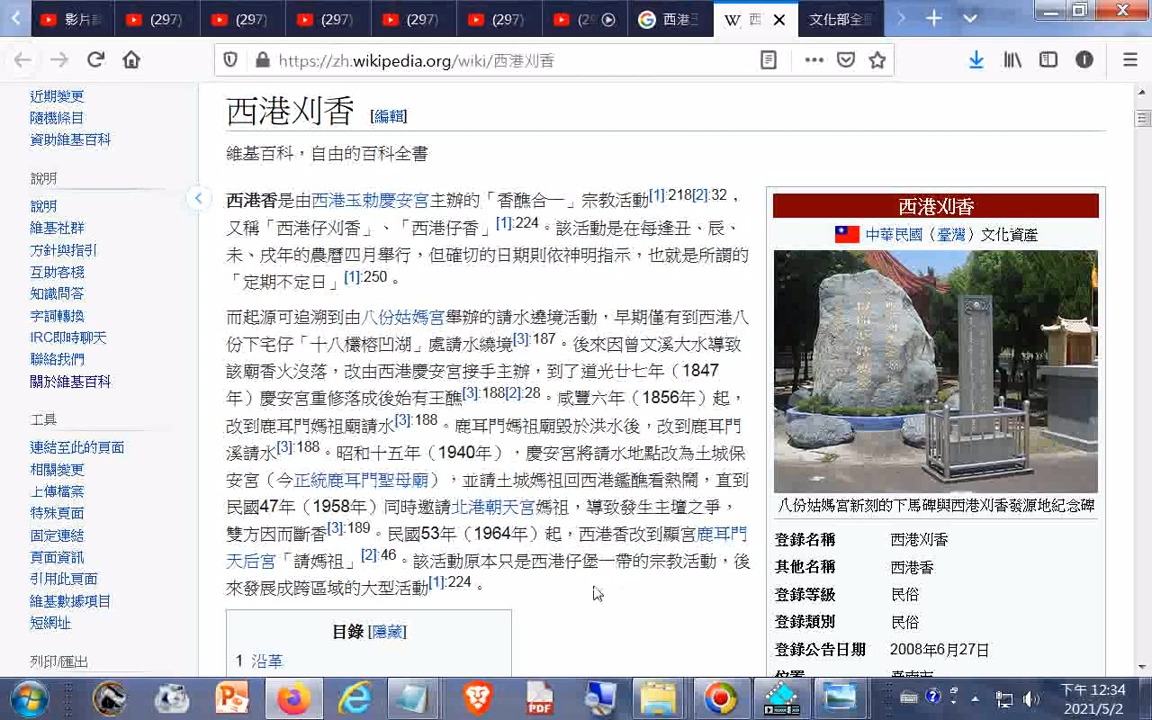 影片
(297)
(297)
(297)
(297)
(297)
西港
W 西
文化部全
https://zh.wikipedia.org/wiki/西港刈香
近期變更
隨機條目
資助維基百科
說明
說明
維基社群
方針與指引
互助客棧
知識問答
字詞轉換
IRC即時聊天
聯絡我們
關於維基百科
工具
連結至此的頁面
相關變更
上傳檔案
特殊頁面
固定連結
頁面資訊
引用此頁面
維基數據項目
短網址
列印/匯出
西港刈香 [編輯]
維基百科，自由的百科全書
西港香是由西港玉勅慶安宮主辦的「香醮合一」宗教活動[1]:218[2]:32，
又稱「西港仔刈香」、「西港仔香」[1]:224。該活動是在每逢丑、辰、
未、戌年的農曆四月舉行，但確切的日期則依神明指示，也就是所謂的
「定期不定日」[1]:250。
而起源可追溯到由八份姑媽宮舉辦的請水遶境活動，早期僅有到西港八
份下宅仔「十八欉榕凹湖」處請水繞境[3]:187。後來因曾文溪大水導致
該廟香火沒落，改由西港慶安宮接手主辦，到了道光廿七年（1847
年）慶安宮重修落成後始有王醮[3]:188[2]:28。咸豐六年（1856年）起，
改到鹿耳門媽祖廟請水[3]:188。鹿耳門媽祖廟毀於洪水後，改到鹿耳門
溪請水[3]:188。昭和十五年（1940年），慶安宮將請水地點改為土城保
安宮（今正統鹿耳門聖母廟），並請土城媽祖回西港鑑醮看熱鬧，直到
民國47年（1958年）同時邀請北港朝天宮媽祖，導致發生主壇之爭，
雙方因而斷香[3]:189。民國53年（1964年）起，西港香改到顯宮鹿耳門
天后宮「請媽祖」[2]:46。該活動原本只是西港仔堡一帶的宗教活動，後
來發展成跨區域的大型活動[1]:224。
目錄 [隱藏]
1 沿革
西港刈香
中華民國（臺灣）文化資產
八份姑媽宮新刻的下馬碑與西港刈香發源地紀念碑
登錄名稱 西港刈香
其他名稱 西港香
登錄等級 民俗
登錄類別 民俗
登錄公告日期 2008年6月27日
PDF
下午 12:34
2021/5/2